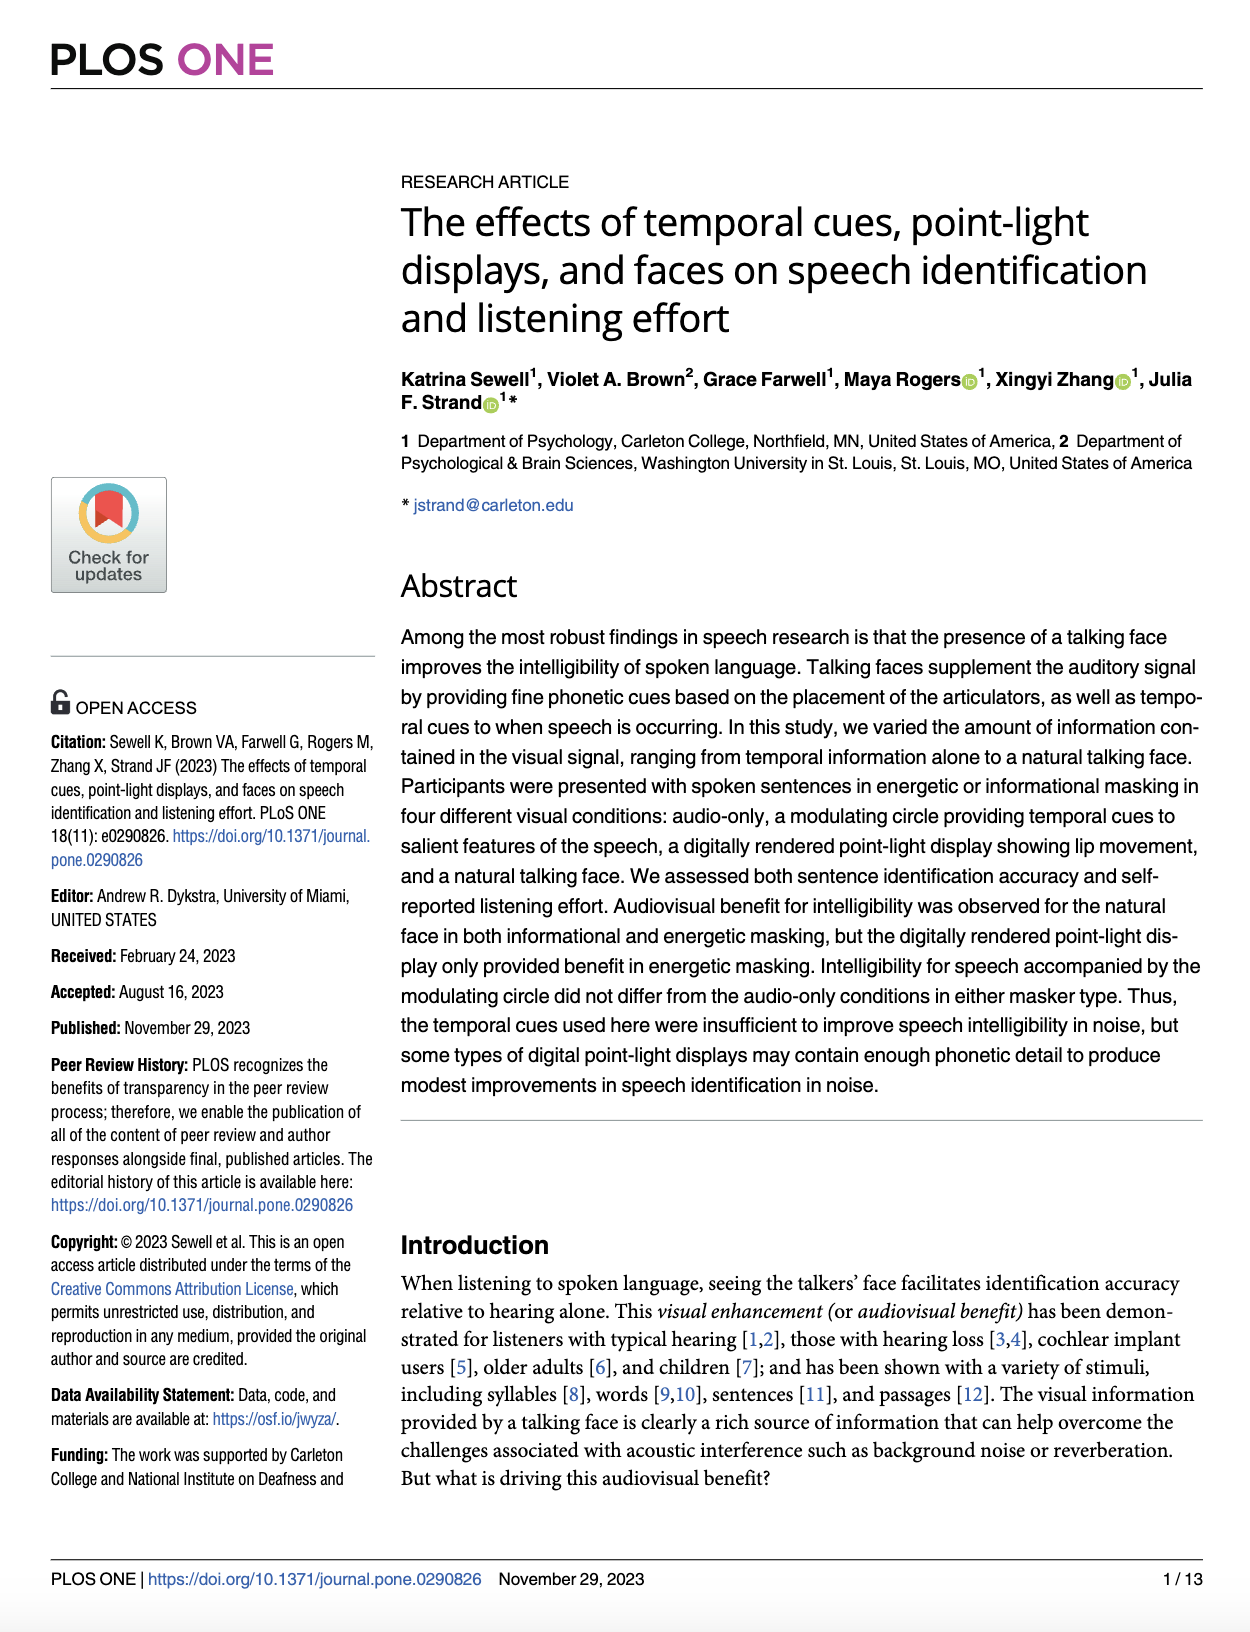 PLOS ONE
RESEARCH ARTICLE
The effects of temporal cues, point-light
displays, and faces on speech identification
and listening effort
Katrina Sewell1, Violet A. Brown2, Grace Farwell1, Maya Rogers iD 1, Xingyi Zhang iD 1, Julia
F. Strand iD 1*
1 Department of Psychology, Carleton College, Northfield, MN, United States of America, 2 Department of
Psychological & Brain Sciences, Washington University in St. Louis, St. Louis, MO, United States of America
* jstrand@carleton.edu
Abstract
Among the most robust findings in speech research is that the presence of a talking face
improves the intelligibility of spoken language. Talking faces supplement the auditory signal
by providing fine phonetic cues based on the placement of the articulators, as well as tempo-
ral cues to when speech is occurring. In this study, we varied the amount of information con-
tained in the visual signal, ranging from temporal information alone to a natural talking face.
Participants were presented with spoken sentences in energetic or informational masking in
four different visual conditions: audio-only, a modulating circle providing temporal cues to
salient features of the speech, a digitally rendered point-light display showing lip movement,
and a natural talking face. We assessed both sentence identification accuracy and self-
reported listening effort. Audiovisual benefit for intelligibility was observed for the natural
face in both informational and energetic masking, but the digitally rendered point-light dis-
play only provided benefit in energetic masking. Intelligibility for speech accompanied by the
modulating circle did not differ from the audio-only conditions in either masker type. Thus,
the temporal cues used here were insufficient to improve speech intelligibility in noise, but
some types of digital point-light displays may contain enough phonetic detail to produce
modest improvements in speech identification in noise.
Check for
updates
OPEN ACCESS
Citation: Sewell K, Brown VA, Farwell G, Rogers M,
Zhang X, Strand JF (2023) The effects of temporal
cues, point-light displays, and faces on speech
identification and listening effort. PLoS ONE
18(11): e0290826. https://doi.org/10.1371/journal.
pone.0290826
Editor: Andrew R. Dykstra, University of Miami,
UNITED STATES
Received: February 24, 2023
Accepted: August 16, 2023
Published: November 29, 2023
Peer Review History: PLOS recognizes the
benefits of transparency in the peer review
process; therefore, we enable the publication of
all of the content of peer review and author
responses alongside final, published articles. The
editorial history of this article is available here:
https://doi.org/10.1371/journal.pone.0290826
Copyright: © 2023 Sewell et al. This is an open
access article distributed under the terms of the
Creative Commons Attribution License, which
permits unrestricted use, distribution, and
reproduction in any medium, provided the original
author and source are credited.
Data Availability Statement: Data, code, and
materials are available at: https://osf.io/jwyza/.
Funding: The work was supported by Carleton
College and National Institute on Deafness and
Introduction
When listening to spoken language, seeing the talkers’ face facilitates identification accuracy
relative to hearing alone. This visual enhancement (or audiovisual benefit) has been demon-
strated for listeners with typical hearing [1,2], those with hearing loss [3,4], cochlear implant
users [5], older adults [6], and children [7]; and has been shown with a variety of stimuli,
including syllables [8], words [9,10], sentences [11], and passages [12]. The visual information
provided by a talking face is clearly a rich source of information that can help overcome the
challenges associated with acoustic interference such as background noise or reverberation.
But what is driving this audiovisual benefit?
PLOS ONE | https://doi.org/10.1371/journal.pone.0290826 November 29, 2023
1 / 13